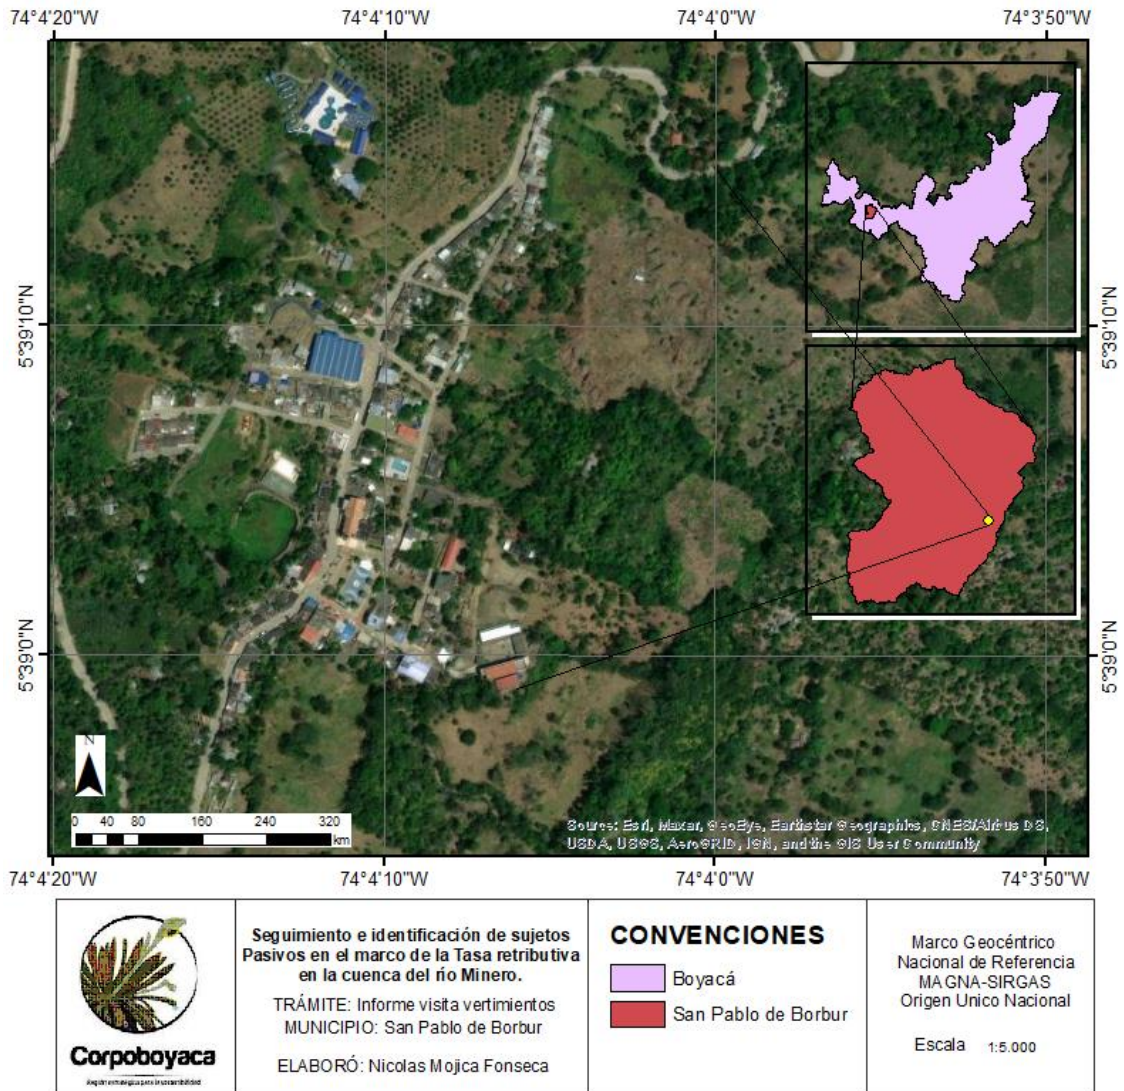 74°4'20"W 74°4'10"W 74°4'0"W 74°3'50"W
5°39'10"N 5°39'10"N
5°39'0"N 5°39'0"N
N
0 40 80 160 240 320
km
Source: Esri, Maxar, GeoEye, Earthstar Geographics, CNES/Airbus DS,
USDA, USGS, AeroGRID, IGN, and the GIS User Community
74°4'20"W 74°4'10"W 74°4'0"W 74°3'50"W
Corpoboyaca
Región estratégica para la sostenibilidad
Seguimiento e identificación de sujetos
Pasivos en el marco de la Tasa retributiva
en la cuenca del río Minero.
TRÁMITE: Informe visita vertimientos
MUNICIPIO: San Pablo de Borbur
ELABORÓ: Nicolas Mojica Fonseca
CONVENCIONES
Boyacá
San Pablo de Borbur
Marco Geocéntrico
Nacional de Referencia
MAGNA-SIRGAS
Origen Unico Nacional
Escala 1:5.000